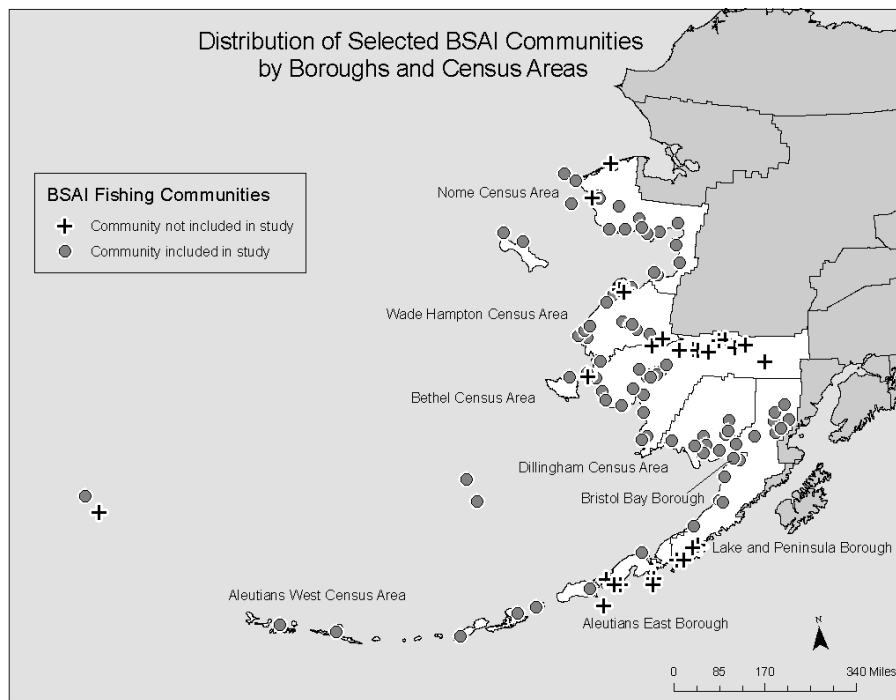 Distribution of Selected BSAI Communities
by Boroughs and Census Areas
BSAI Fishing Communities
Community not included in study
Community included in study
Nome Census Area
Wade Hampton Census Area
Bethel Census Area
Dillingham Census Area
Bristol Bay Borough
Lake and Peninsula Borough
Aleutians West Census Area
Aleutians East Borough
N
0 85 170 340 Miles